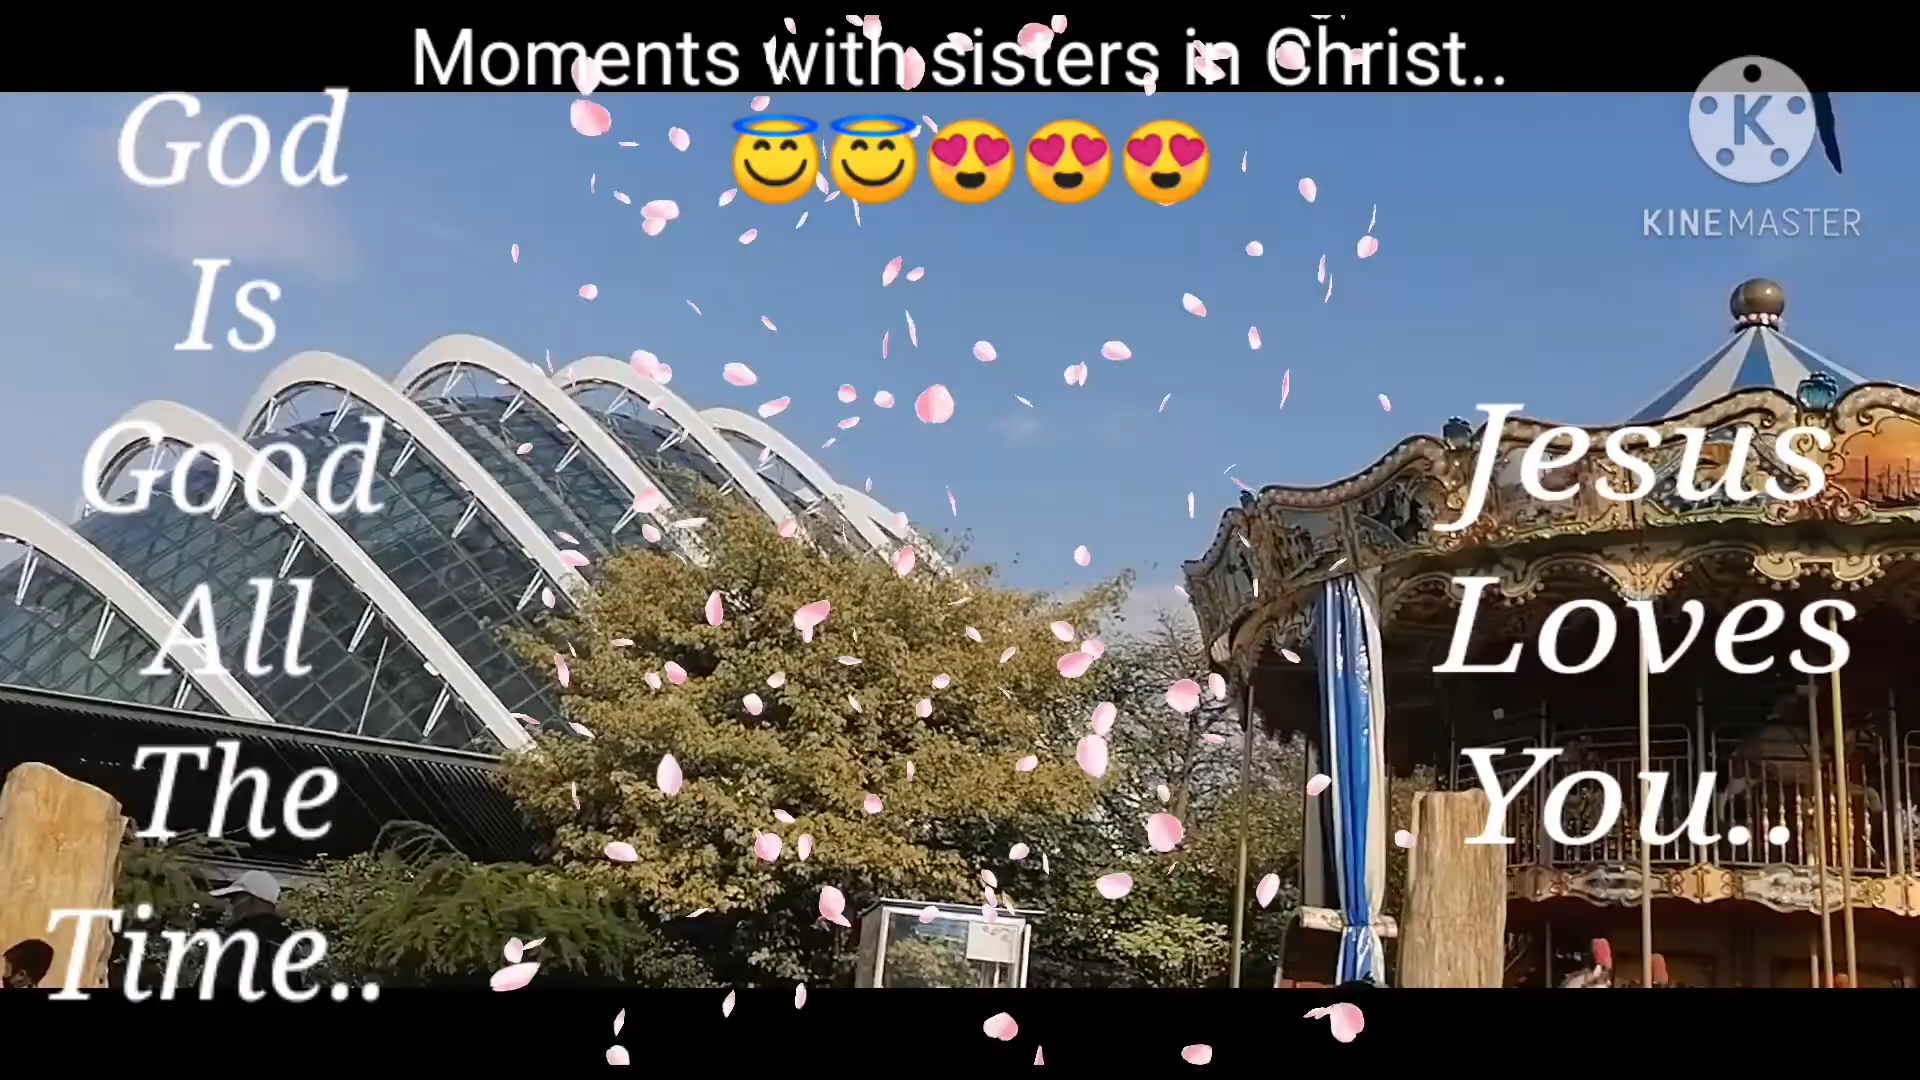 Moments with sisters in Christ..
😇😇😍😍😍
God
Is
Good
All
The
Time..
Jesus
Loves
You..
K
KINEMASTER